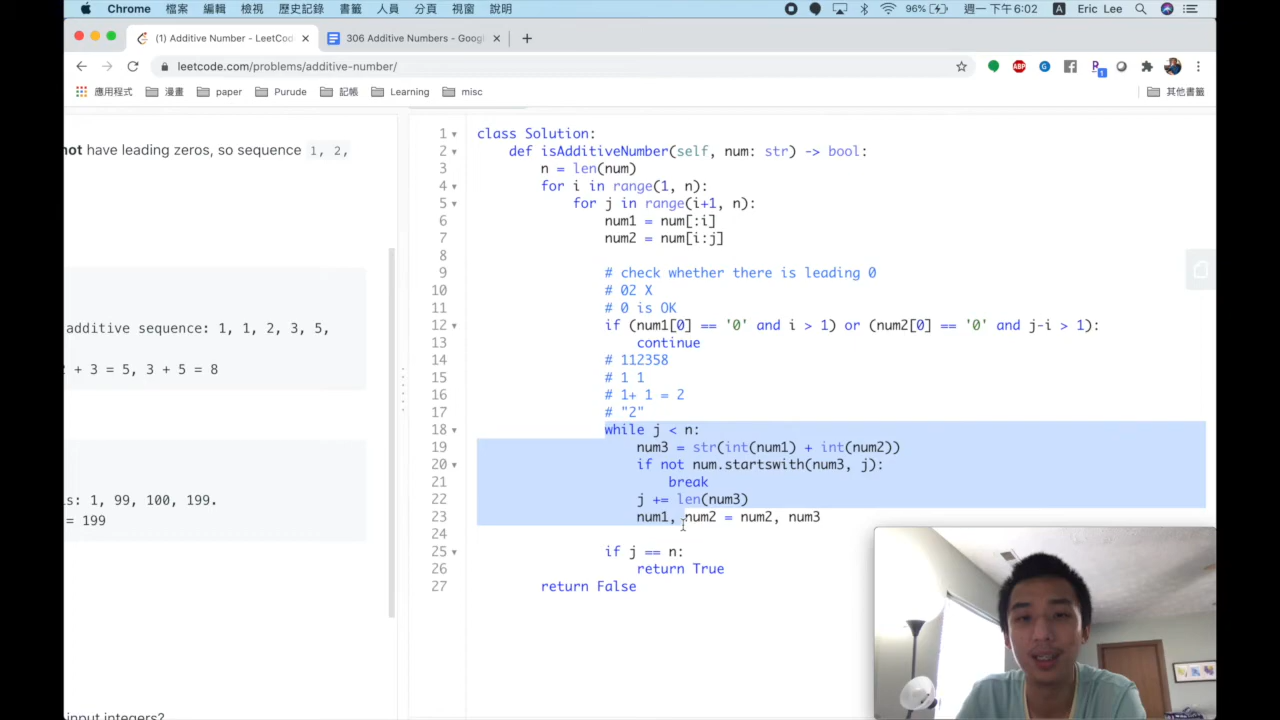 Chrome 檔案 編輯 檢視 歷史記錄 書籤 人員 分頁 視窗 說明 96% 週一 下午6:02 A Eric Lee
(1) Additive Number - LeetCo
306 Additive Numbers - Goog
leetcode.com/problems/additive-number/
應用程式 漫畫 paper Purude 記帳 Learning misc 其他書籤
not have leading zeros, so sequence 1, 2,
additive sequence: 1, 1, 2, 3, 5,
+ 3 = 5, 3 + 5 = 8
s: 1, 99, 100, 199.
= 199
input integers?
1 class Solution:
2 def isAdditiveNumber(self, num: str) -> bool:
3 n = len(num)
4 for i in range(1, n):
5 for j in range(i+1, n):
6 num1 = num[:i]
7 num2 = num[i:j]
8
9 # check whether there is leading 0
10 # 02 X
11 # 0 is OK
12 if (num1[0] == '0' and i > 1) or (num2[0] == '0' and j-i > 1):
13 continue
14 # 112358
15 # 1 1
16 # 1+ 1 = 2
17 # "2"
18 while j < n:
19 num3 = str(int(num1) + int(num2))
20 if not num.startswith(num3, j):
21 break
22 j += len(num3)
23 num1, num2 = num2, num3
24
25 if j == n:
26 return True
27 return False